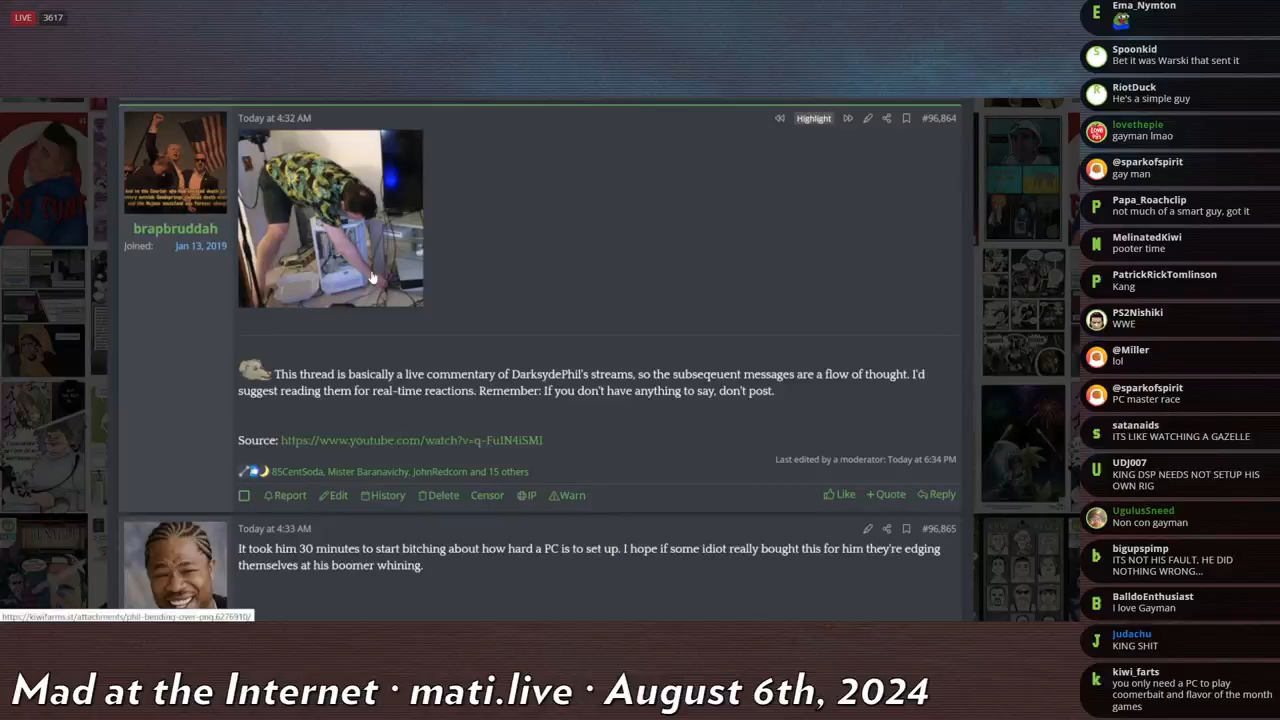 LIVE 3617
Today at 4:32 AM
Highlight
#96,864
brapbruddah
Joined: Jan 13, 2019
This thread is basically a live commentary of DarksydePhil's streams, so the subseqeuent messages are a flow of thought. I'd
suggest reading them for real-time reactions. Remember: If you don't have anything to say, don't post.
Source: https://www.youtube.com/watch?v=q-Fu1N4iSMI
Last edited by a moderator: Today at 6:34 PM
85CentSoda, Mister Baranavichy, JohnRedcorn and 15 others
Report Edit History Delete Censor IP Warn
Like + Quote Reply
Today at 4:33 AM
#96,865
It took him 30 minutes to start bitching about how hard a PC is to set up. I hope if some idiot really bought this for him they're edging
themselves at his boomer whining.
https://kiwifarms.st/attachments/phil-bending-over-png.6276910/
E
Ema_Nymton
S
Spoonkid
Bet it was Warski that sent it
R
RiotDuck
He's a simple guy
lovethepie
gayman lmao
@sparkofspirit
gay man
P
Papa_Roachclip
not much of a smart guy, got it
M
MelinatedKiwi
pooter time
P
PatrickRickTomlinson
Kang
PS2Nishiki
WWE
@Miller
lol
@sparkofspirit
PC master race
s
satanaids
ITS LIKE WATCHING A GAZELLE
U
UDJ007
KING DSP NEEDS NOT SETUP HIS
OWN RIG
UgulusSneed
Non con gayman
b
bigupspimp
ITS NOT HIS FAULT. HE DID
NOTHING WRONG...
B
BalldoEnthusiast
I love Gayman
J
Judachu
KING SHIT
k
kiwi_farts
you only need a PC to play
coomerbait and flavor of the month
games
Mad at the Internet · mati.live · August 6th, 2024